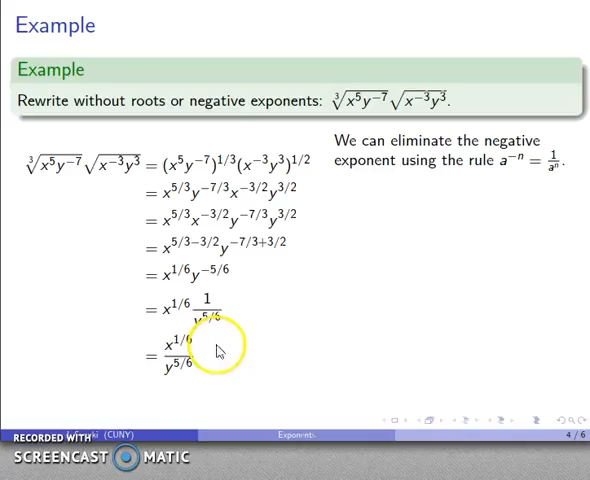 Example
Example
Rewrite without roots or negative exponents: ∛(x⁵y⁻⁷) √(x⁻³y³).
We can eliminate the negative
exponent using the rule a⁻ⁿ = 1/aⁿ.
∛(x⁵y⁻⁷) √(x⁻³y³) = (x⁵y⁻⁷)^{1/3}(x⁻³y³)^{1/2}
= x^{5/3}y^{−7/3}x^{−3/2}y^{3/2}
= x^{5/3}x^{−3/2}y^{−7/3}y^{3/2}
= x^{5/3−3/2}y^{−7/3+3/2}
= x^{1/6}y^{−5/6}
= x^{1/6} 1/y^{5/6}
= x^{1/6}/y^{5/6}
(CUNY) Exponents 4 / 6
RECORDED WITH
SCREENCAST MATIC